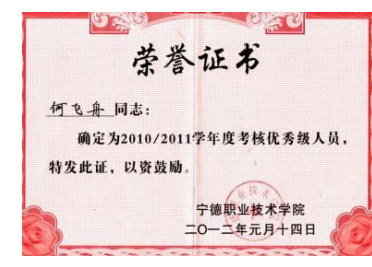 荣誉证书
何飞舟 同志：
确定为2010/2011学年度考核优秀级人员，
特发此证，以资鼓励。
宁德职业技术学院
二〇一二年元月十四日